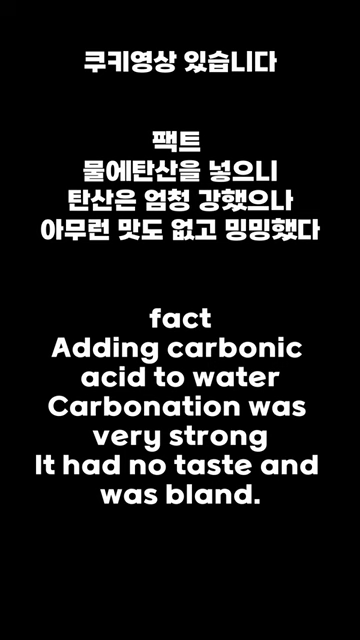 쿠키영상 있습니다
팩트
물에탄산을 넣으니
탄산은 엄청 강했으나
아무런 맛도 없고 밍밍했다
fact
Adding carbonic
acid to water
Carbonation was
very strong
It had no taste and
was bland.